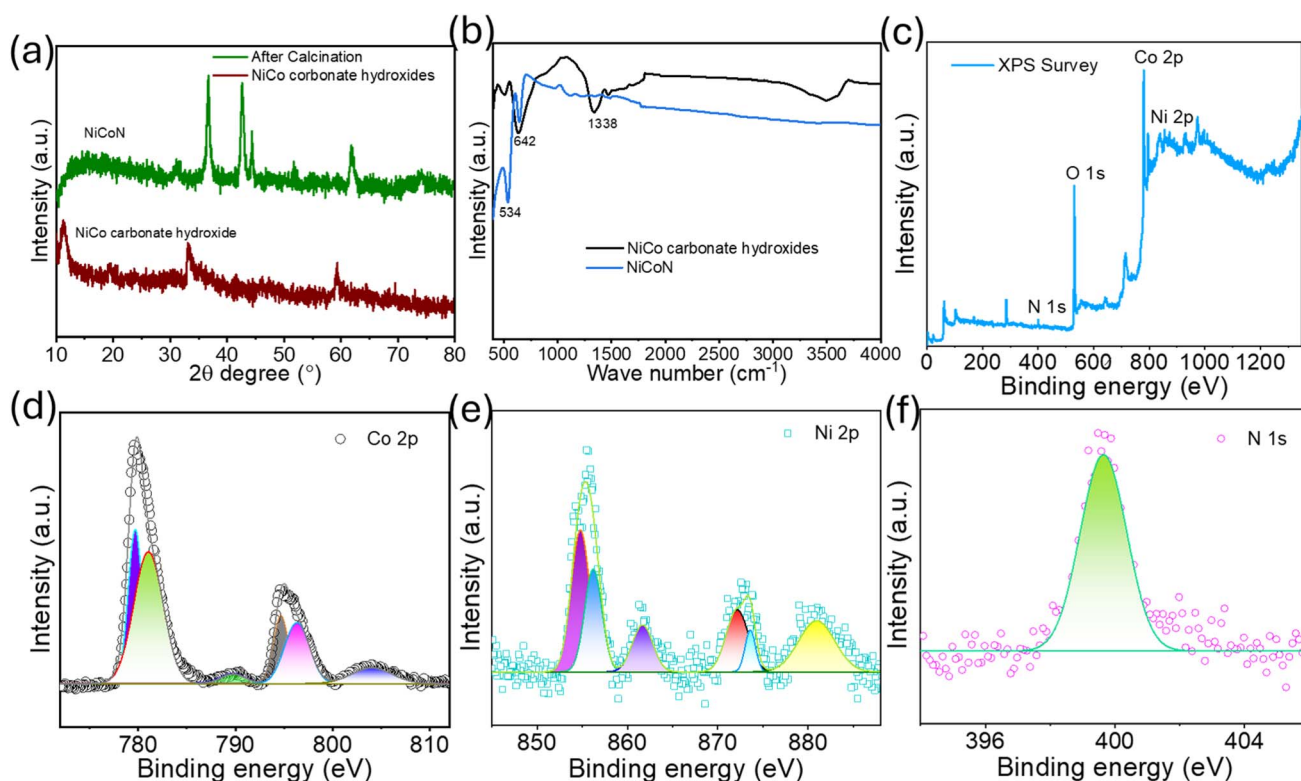 (a)
After Calcination
NiCo carbonate hydroxides
NiCoN
NiCo carbonate hydroxide
Intensity (a.u.)
10 20 30 40 50 60 70 80
2θ degree (°)
(b)
642
1338
534
NiCo carbonate hydroxides
NiCoN
Intensity (a.u.)
500 1000 1500 2000 2500 3000 3500 4000
Wave number (cm⁻¹)
(c)
XPS Survey
Co 2p
Ni 2p
O 1s
N 1s
Intensity (a.u.)
0 200 400 600 800 1000 1200
Binding energy (eV)
(d)
Co 2p
Intensity (a.u.)
780 790 800 810
Binding energy (eV)
(e)
Ni 2p
Intensity (a.u.)
850 860 870 880
Binding energy (eV)
(f)
N 1s
Intensity (a.u.)
396 400 404
Binding energy (eV)